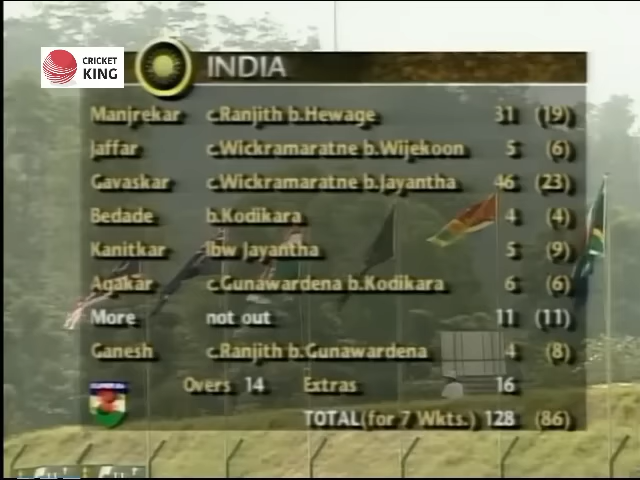 CRICKET
KING
INDIA
Manjrekar c.Ranjith b.Hewage 31 (19)
Jaffar c.Wickramaratne b.Wijekoon 5 (6)
Gavaskar c.Wickramaratne b.Jayantha 46 (23)
Bedade b.Kodikara 4 (4)
Kanitkar lbw Jayantha 5 (9)
Agakar c.Gunawardena b.Kodikara 6 (6)
More not out 11 (11)
Ganesh c.Ranjith b.Gunawardena 4 (8)
Overs 14 Extras 16
TOTAL(for 7 Wkts.) 128 (86)